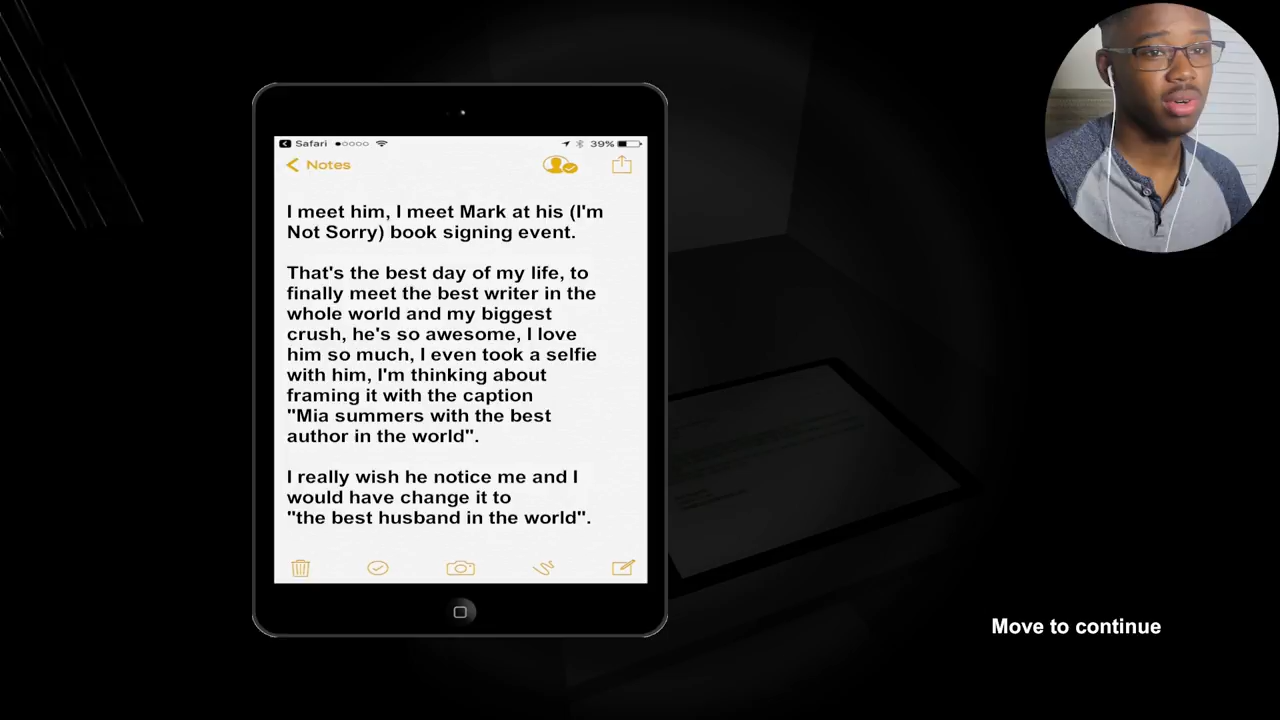 Safari 39%
Notes
I meet him, I meet Mark at his (I'm
Not Sorry) book signing event.
That's the best day of my life, to
finally meet the best writer in the
whole world and my biggest
crush, he's so awesome, I love
him so much, I even took a selfie
with him, I'm thinking about
framing it with the caption
"Mia summers with the best
author in the world".
I really wish he notice me and I
would have change it to
"the best husband in the world".
Move to continue